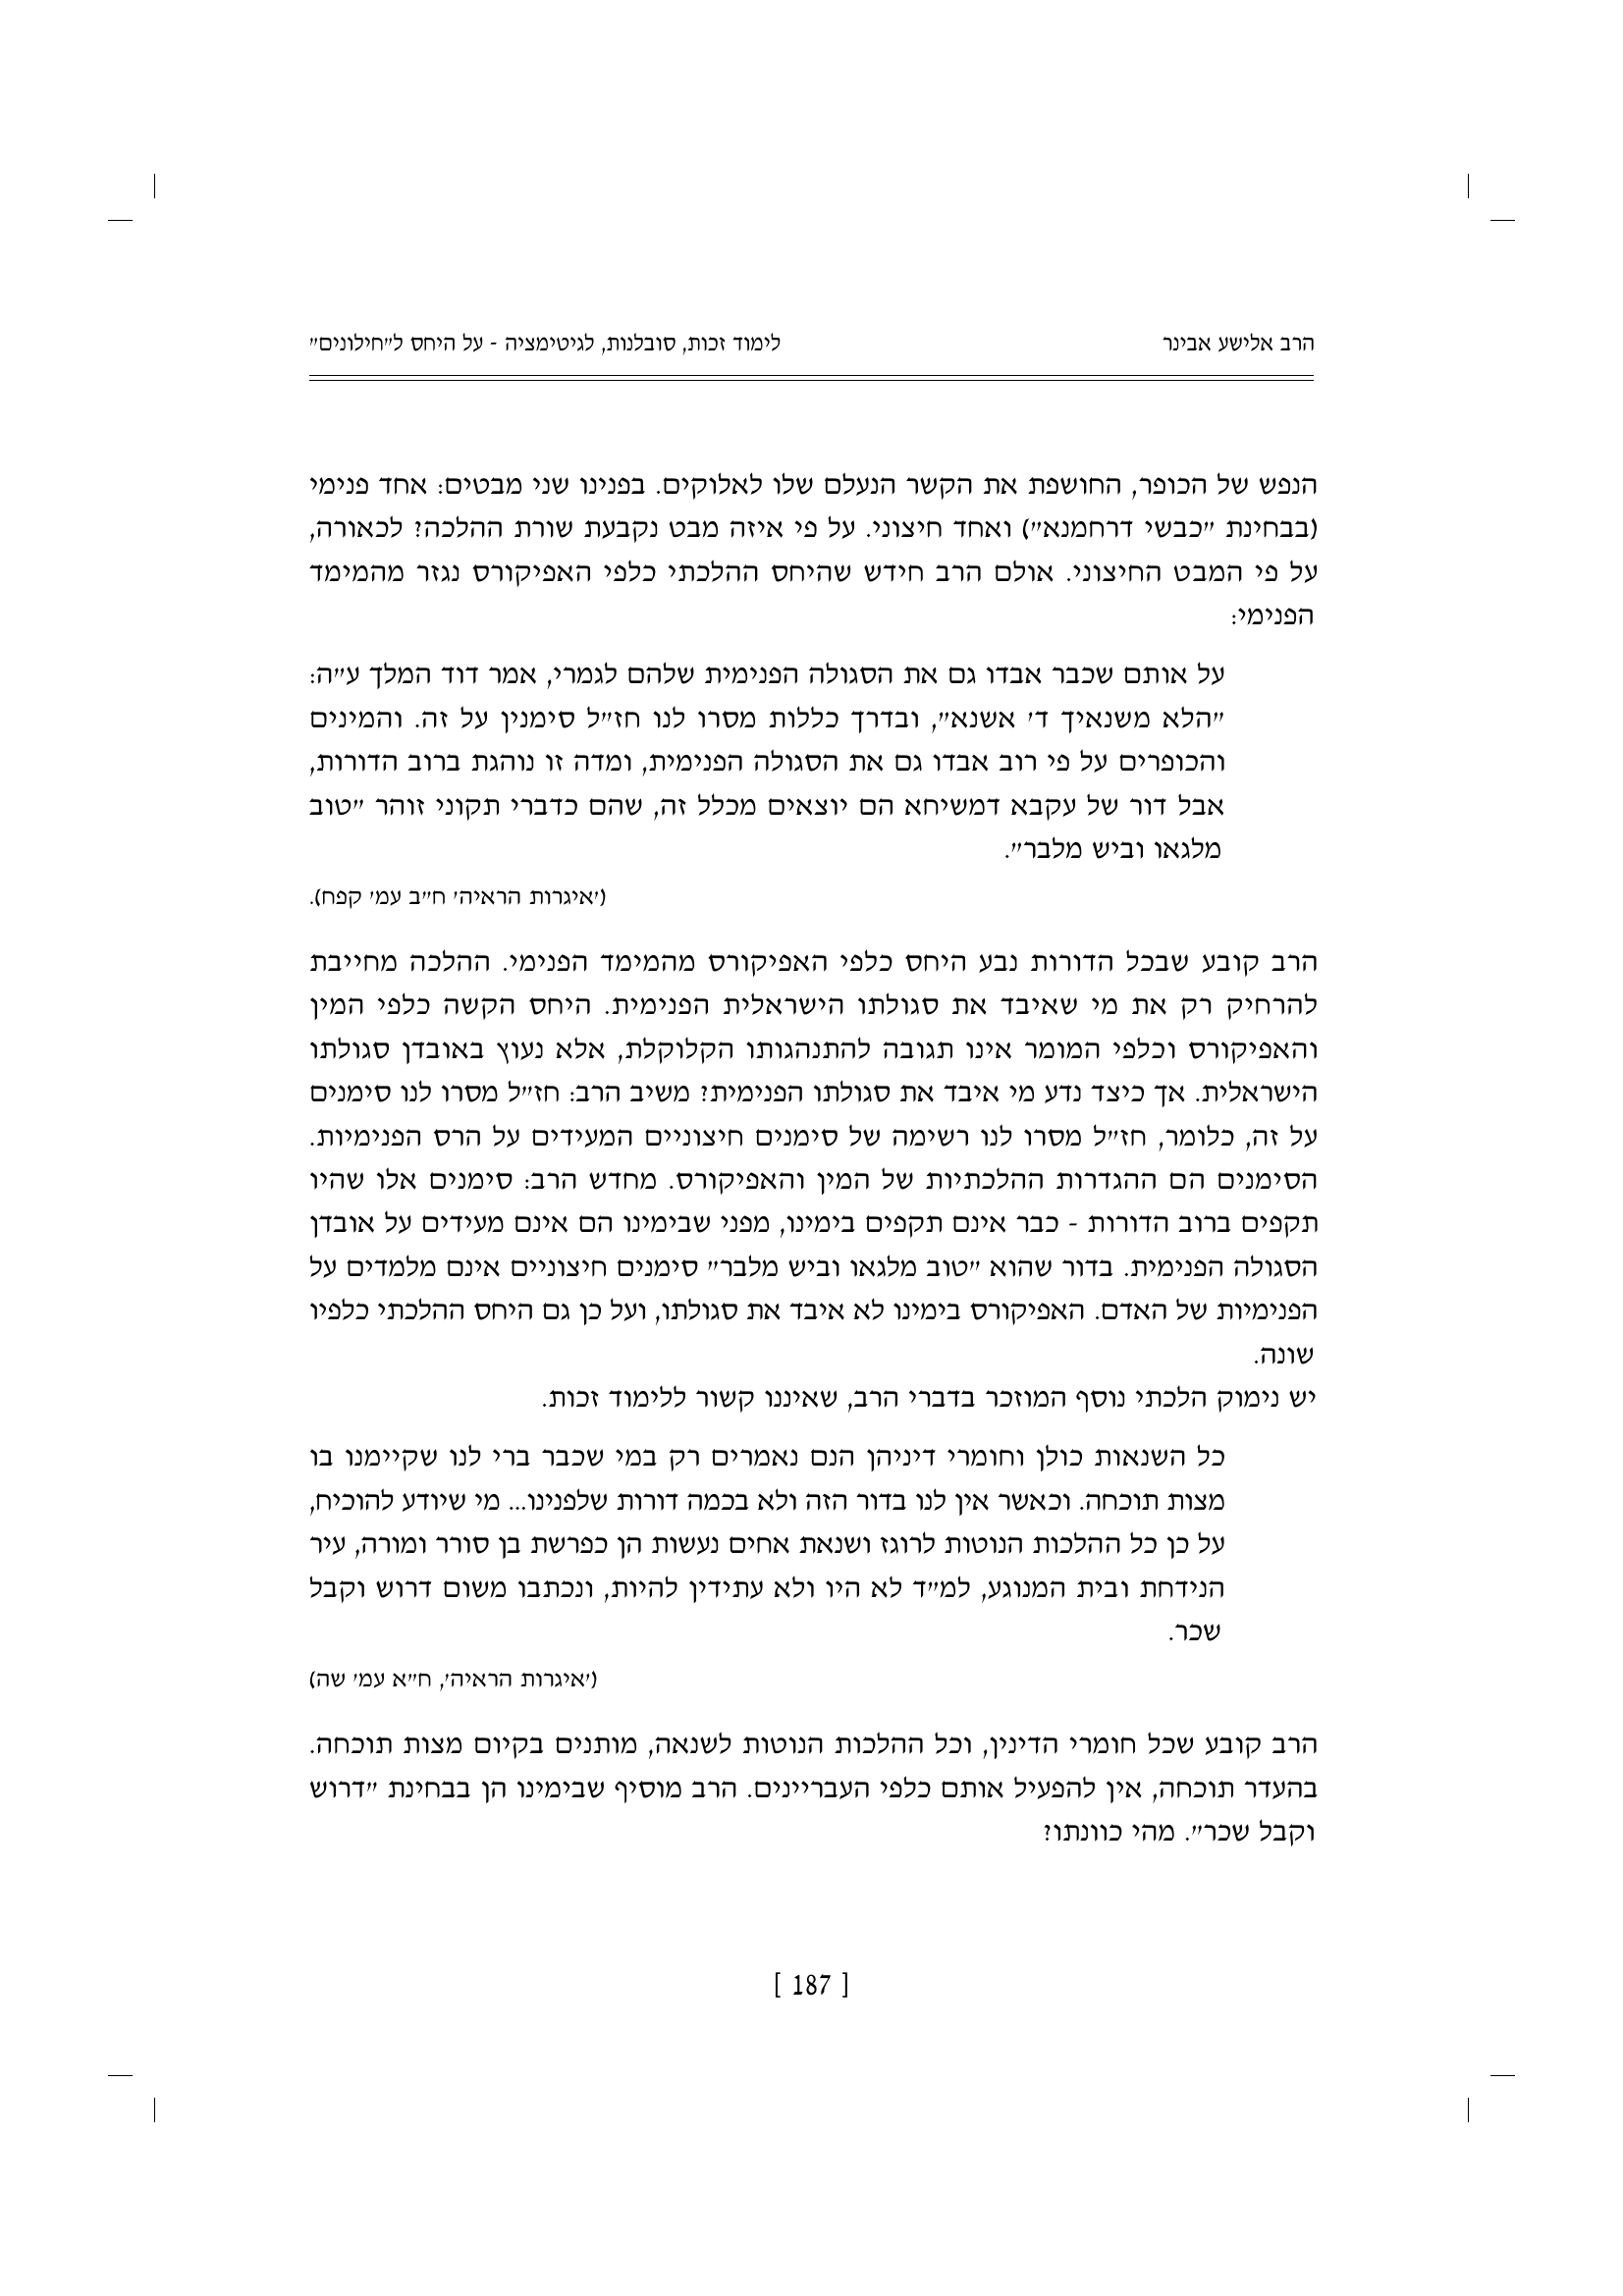 הרב אלישע אבינר
לימוד זכות, סובלנות, לגיטימציה - על היחס ל״חילונים״
הנפש של הכופר, החושפת את הקשר הנעלם שלו לאלוקים. בפנינו שני מבטים: אחד פנימי
(בבחינת ״כבשי דרחמנא״) ואחד חיצוני. על פי איזה מבט נקבעת שורת ההלכה? לכאורה,
על פי המבט החיצוני. אולם הרב חידש שהיחס ההלכתי כלפי האפיקורס נגזר מהמימד
הפנימי:
על אותם שכבר אבדו גם את הסגולה הפנימית שלהם לגמרי, אמר דוד המלך ע״ה:
״הלא משנאיך ד׳ אשנא״, ובדרך כללות מסרו לנו חז״ל סימנין על זה. והמינים
והכופרים על פי רוב אבדו גם את הסגולה הפנימית, ומדה זו נוהגת ברוב הדורות,
אבל דור של עקבא דמשיחא הם יוצאים מכלל זה, שהם כדברי תקוני זוהר ״טוב
מלגאו וביש מלבר״.
(׳איגרות הראיה׳ ח״ב עמ׳ קפח).
הרב קובע שבכל הדורות נבע היחס כלפי האפיקורס מהמימד הפנימי. ההלכה מחייבת
להרחיק רק את מי שאיבד את סגולתו הישראלית הפנימית. היחס הקשה כלפי המין
והאפיקורס וכלפי המומר אינו תגובה להתנהגותו הקלוקלת, אלא נעוץ באובדן סגולתו
הישראלית. אך כיצד נדע מי איבד את סגולתו הפנימית? משיב הרב: חז״ל מסרו לנו סימנים
על זה, כלומר, חז״ל מסרו לנו רשימה של סימנים חיצוניים המעידים על הרס הפנימיות.
הסימנים הם ההגדרות ההלכתיות של המין והאפיקורס. מחדש הרב: סימנים אלו שהיו
תקפים ברוב הדורות - כבר אינם תקפים בימינו, מפני שבימינו הם אינם מעידים על אובדן
הסגולה הפנימית. בדור שהוא ״טוב מלגאו וביש מלבר״ סימנים חיצוניים אינם מלמדים על
הפנימיות של האדם. האפיקורס בימינו לא איבד את סגולתו, ועל כן גם היחס ההלכתי כלפיו
שונה.
יש נימוק הלכתי נוסף המוזכר בדברי הרב, שאיננו קשור ללימוד זכות.
כל השנאות כולן וחומרי דיניהן הנם נאמרים רק במי שכבר ברי לנו שקיימנו בו
מצות תוכחה. וכאשר אין לנו בדור הזה ולא בכמה דורות שלפנינו... מי שיודע להוכיח,
על כן כל ההלכות הנוטות לרוגז ושנאת אחים נעשות הן כפרשת בן סורר ומורה, עיר
הנידחת ובית המנוגע, למ״ד לא היו ולא עתידין להיות, ונכתבו משום דרוש וקבל
שכר.
(׳איגרות הראיה׳, ח״א עמ׳ שה)
הרב קובע שכל חומרי הדינין, וכל ההלכות הנוטות לשנאה, מותנים בקיום מצות תוכחה.
בהעדר תוכחה, אין להפעיל אותם כלפי העבריינים. הרב מוסיף שבימינו הן בבחינת ״דרוש
וקבל שכר״. מהי כוונתו?
[ 187 ]